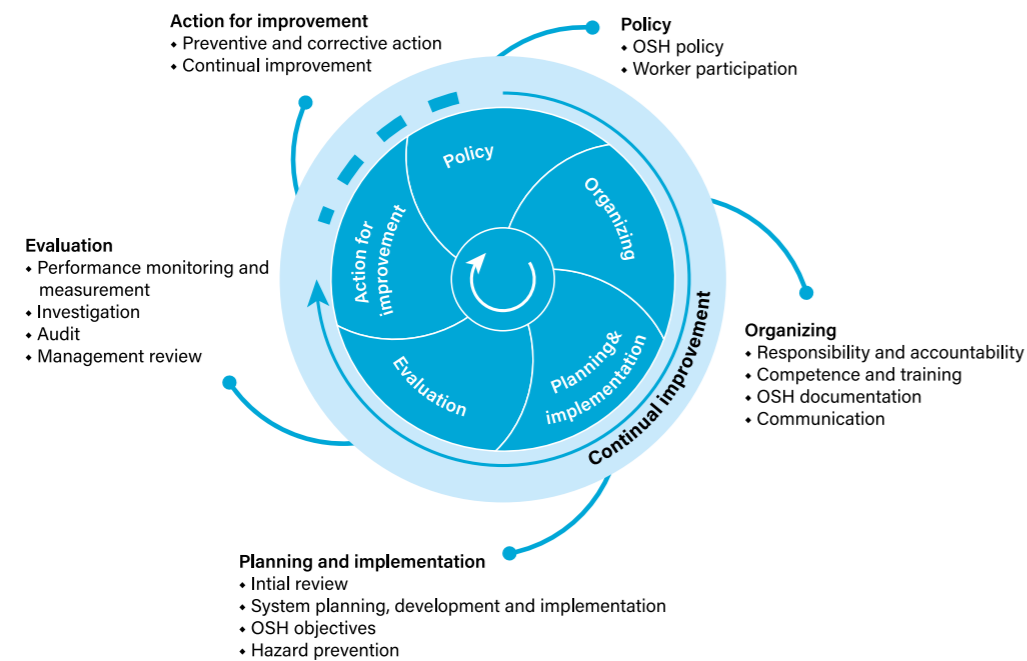 Action for improvement
⬩ Preventive and corrective action
⬩ Continual improvement
Policy
⬩ OSH policy
⬩ Worker participation
Policy
Organizing
Planning&
implementation
Evaluation
Action for
improvement
Continual improvement
Evaluation
⬩ Performance monitoring and
measurement
⬩ Investigation
⬩ Audit
⬩ Management review
Organizing
⬩ Responsibility and accountability
⬩ Competence and training
⬩ OSH documentation
⬩ Communication
Planning and implementation
⬩ Intial review
⬩ System planning, development and implementation
⬩ OSH objectives
⬩ Hazard prevention